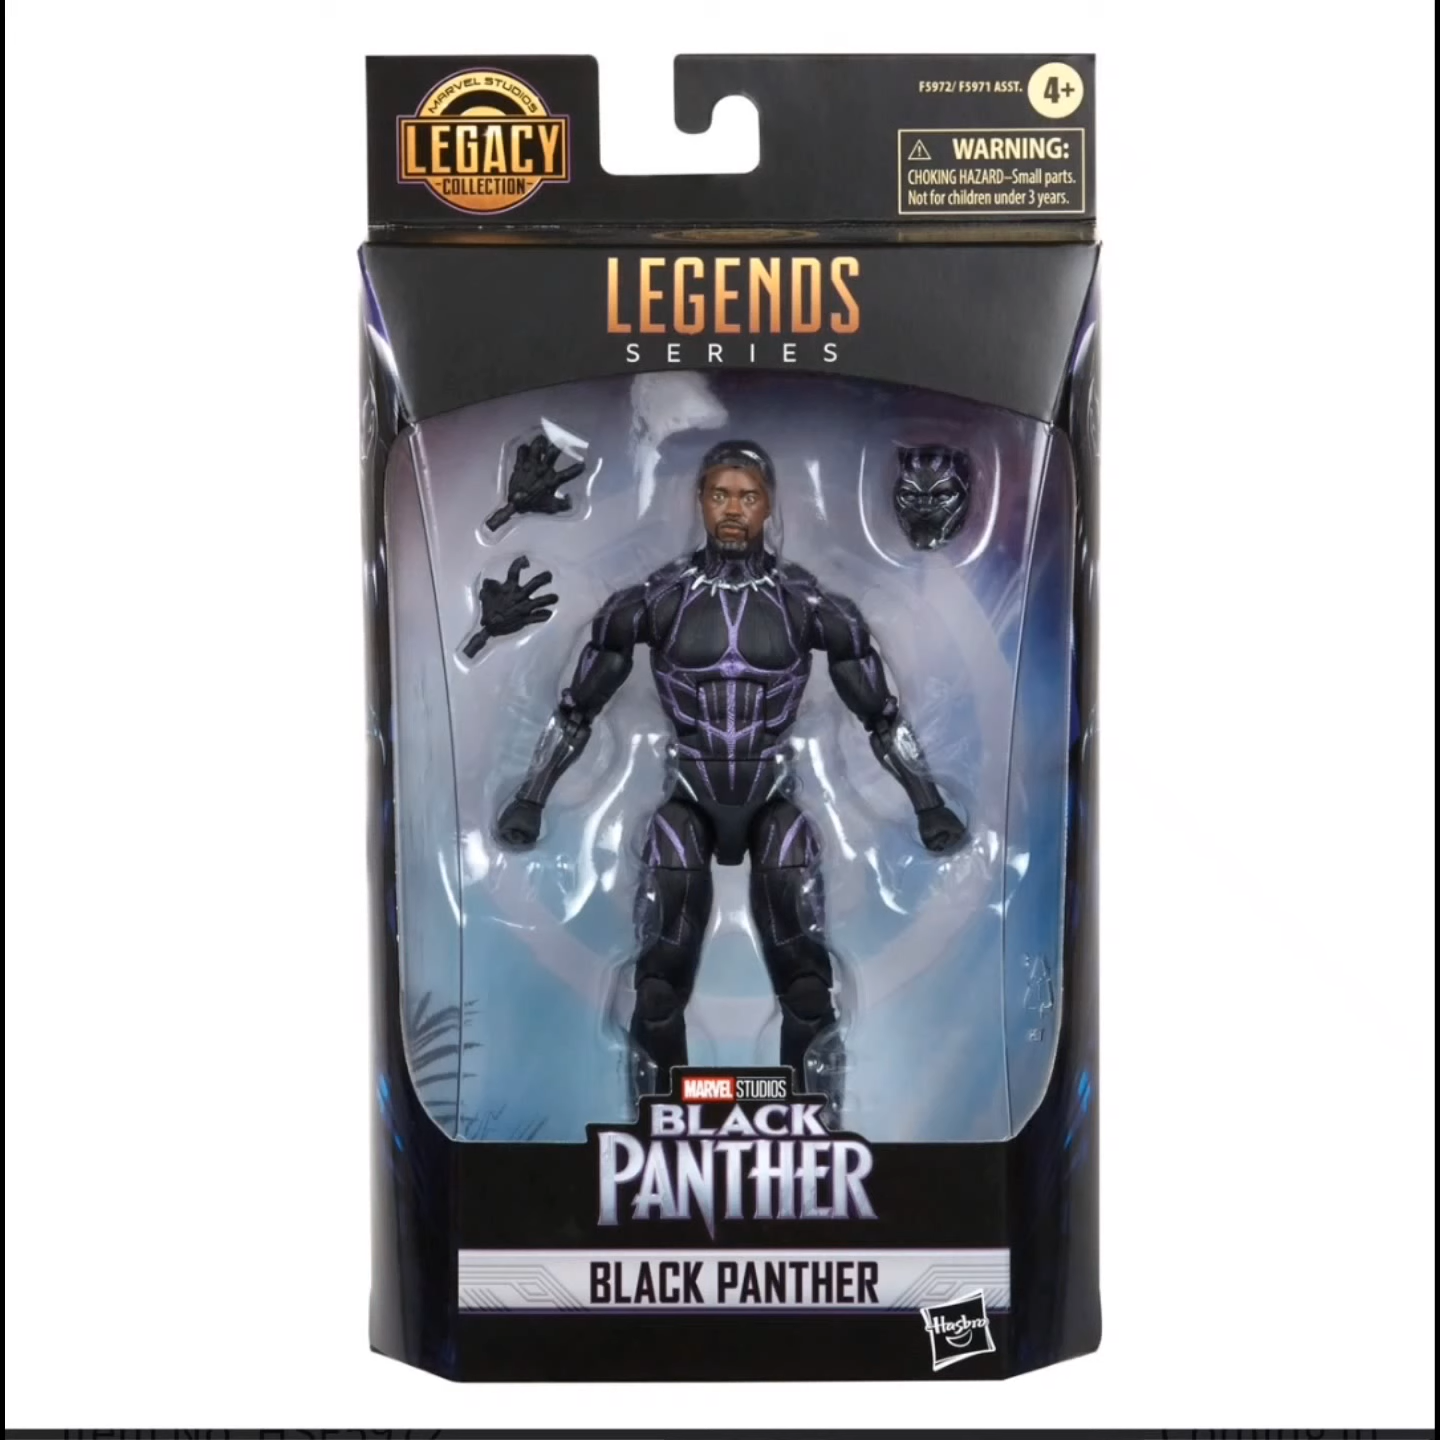 MARVEL STUDIOS
LEGACY
COLLECTION
F5972/ F5971 ASST.
4+
⚠ WARNING:
CHOKING HAZARD–Small parts.
Not for children under 3 years.
LEGENDS
SERIES
MARVEL STUDIOS
BLACK
PANTHER
BLACK PANTHER
Hasbro